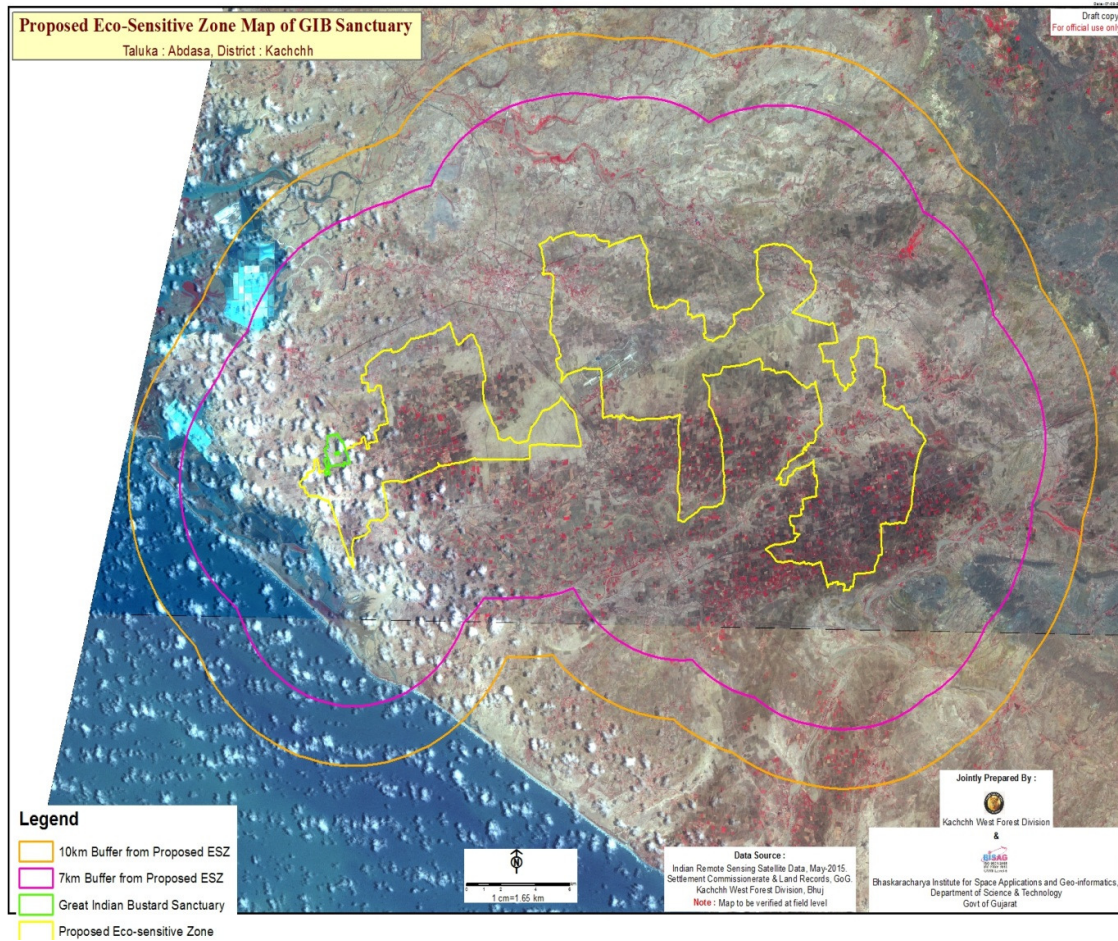 Proposed Eco-Sensitive Zone Map of GIB Sanctuary
Taluka : Abdasa, District : Kachchh
Draft copy
For official use only
Legend
10km Buffer from Proposed ESZ
7km Buffer from Proposed ESZ
Great Indian Bustard Sanctuary
Proposed Eco-sensitive Zone
N
1 cm=1.65 km
Data Source :
Indian Remote Sensing Satellite Data, May-2015.
Settlement Commissionerate & Land Records, GoG.
Kachchh West Forest Division, Bhuj
Note : Map to be verified at field level
Jointly Prepared By :
Kachchh West Forest Division
&
BISAG
Bhaskaracharya Institute for Space Applications and Geo-informatics,
Department of Science & Technology
Govt of Gujarat